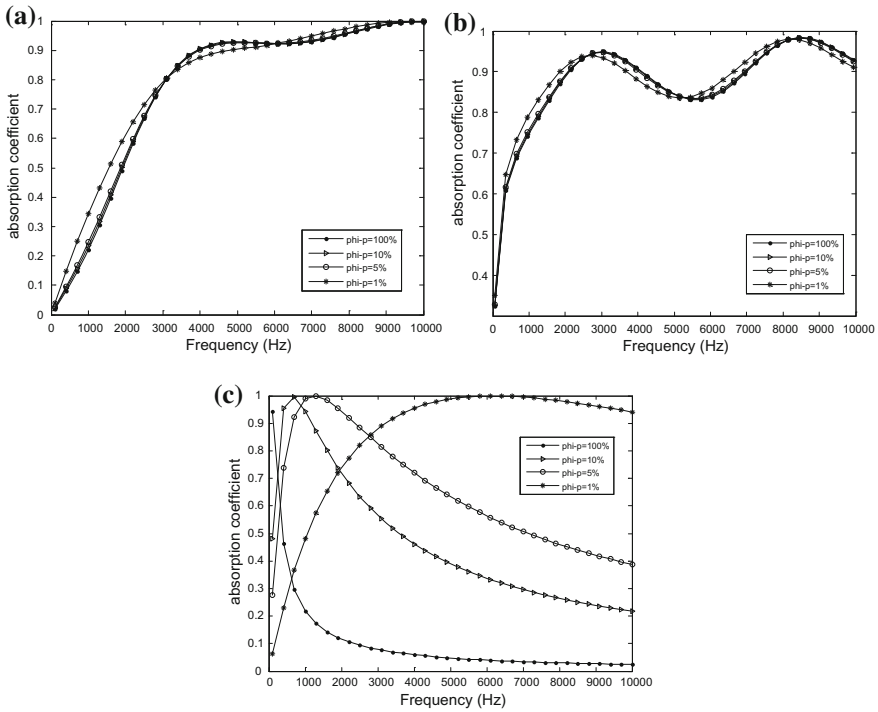 (a)
1
0.9
0.8
0.7
0.6
0.5
0.4
0.3
0.2
0.1
0
absorption coefficient
phi-p=100%
phi-p=10%
phi-p=5%
phi-p=1%
0 1000 2000 3000 4000 5000 6000 7000 8000 9000 10000
Frequency (Hz)
(b)
1
0.9
0.8
0.7
0.6
0.5
0.4
absorption coefficient
phi-p=100%
phi-p=10%
phi-p=5%
phi-p=1%
0 1000 2000 3000 4000 5000 6000 7000 8000 9000 10000
Frequency (Hz)
(c)
1
0.9
0.8
0.7
0.6
0.5
0.4
0.3
0.2
0.1
0
absorption coefficient
phi-p=100%
phi-p=10%
phi-p=5%
phi-p=1%
0 1000 2000 3000 4000 5000 6000 7000 8000 9000 10000
Frequency (Hz)